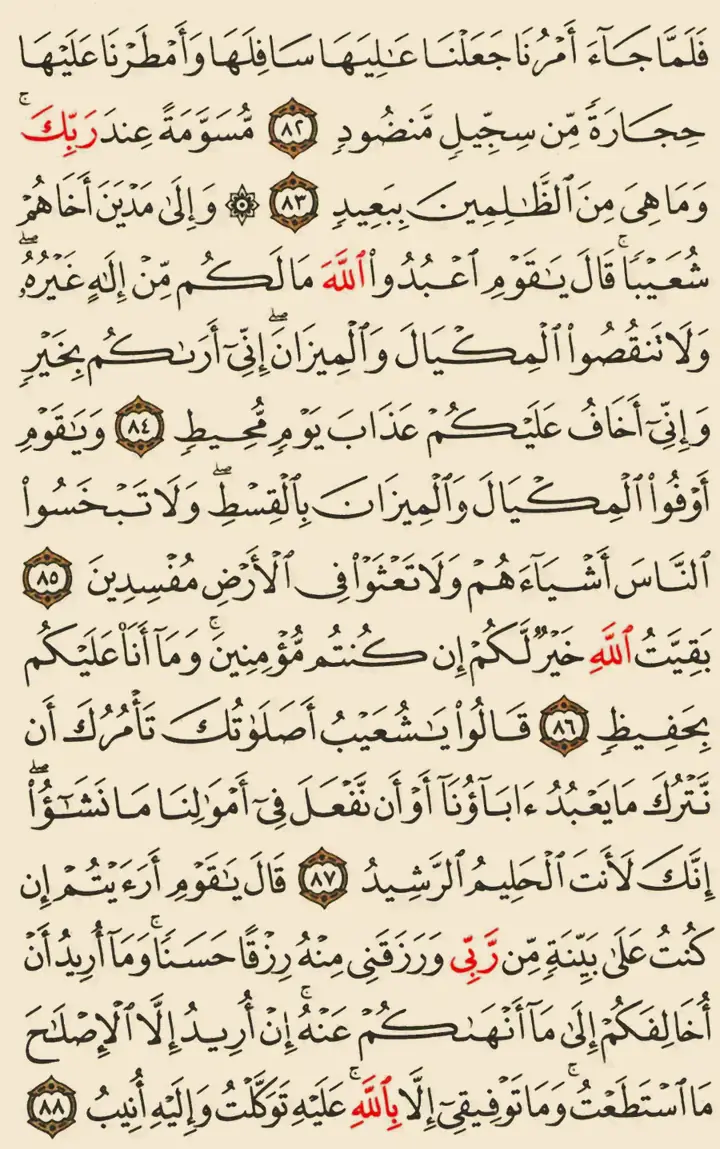 فَلَمَّا جَآءَ أَمْرُنَا جَعَلْنَا عَـٰلِيَهَا سَافِلَهَا وَأَمْطَرْنَا عَلَيْهَا
حِجَارَةً مِّن سِجِّيلٍ مَّنضُودٍ ٨٢ مُّسَوَّمَةً عِندَ رَبِّكَ ۖ
وَمَا هِىَ مِنَ ٱلظَّـٰلِمِينَ بِبَعِيدٍ ٨٣ ۞ وَإِلَىٰ مَدْيَنَ أَخَاهُمْ
شُعَيْبًا ۚ قَالَ يَـٰقَوْمِ ٱعْبُدُوا۟ ٱللَّهَ مَا لَكُم مِّنْ إِلَـٰهٍ غَيْرُهُۥ ۖ
وَلَا تَنقُصُوا۟ ٱلْمِكْيَالَ وَٱلْمِيزَانَ ۖ إِنِّىٓ أَرَىٰكُم بِخَيْرٍ
وَإِنِّىٓ أَخَافُ عَلَيْكُمْ عَذَابَ يَوْمٍ مُّحِيطٍ ٨٤ وَيَـٰقَوْمِ
أَوْفُوا۟ ٱلْمِكْيَالَ وَٱلْمِيزَانَ بِٱلْقِسْطِ ۖ وَلَا تَبْخَسُوا۟
ٱلنَّاسَ أَشْيَآءَهُمْ وَلَا تَعْثَوْا۟ فِى ٱلْأَرْضِ مُفْسِدِينَ ٨٥
بَقِيَّتُ ٱللَّهِ خَيْرٌ لَّكُمْ إِن كُنتُم مُّؤْمِنِينَ ۚ وَمَآ أَنَا۠ عَلَيْكُم
بِحَفِيظٍ ٨٦ قَالُوا۟ يَـٰشُعَيْبُ أَصَلَوٰتُكَ تَأْمُرُكَ أَن
نَّتْرُكَ مَا يَعْبُدُ ءَابَآؤُنَآ أَوْ أَن نَّفْعَلَ فِىٓ أَمْوَٰلِنَا مَا نَشَـٰٓؤُا۟ ۖ
إِنَّكَ لَأَنتَ ٱلْحَلِيمُ ٱلرَّشِيدُ ٨٧ قَالَ يَـٰقَوْمِ أَرَءَيْتُمْ إِن
كُنتُ عَلَىٰ بَيِّنَةٍ مِّن رَّبِّى وَرَزَقَنِى مِنْهُ رِزْقًا حَسَنًا ۚ وَمَآ أُرِيدُ أَنْ
أُخَالِفَكُمْ إِلَىٰ مَآ أَنْهَىٰكُمْ عَنْهُ ۚ إِنْ أُرِيدُ إِلَّا ٱلْإِصْلَـٰحَ
مَا ٱسْتَطَعْتُ ۚ وَمَا تَوْفِيقِىٓ إِلَّا بِٱللَّهِ ۚ عَلَيْهِ تَوَكَّلْتُ وَإِلَيْهِ أُنِيبُ ٨٨